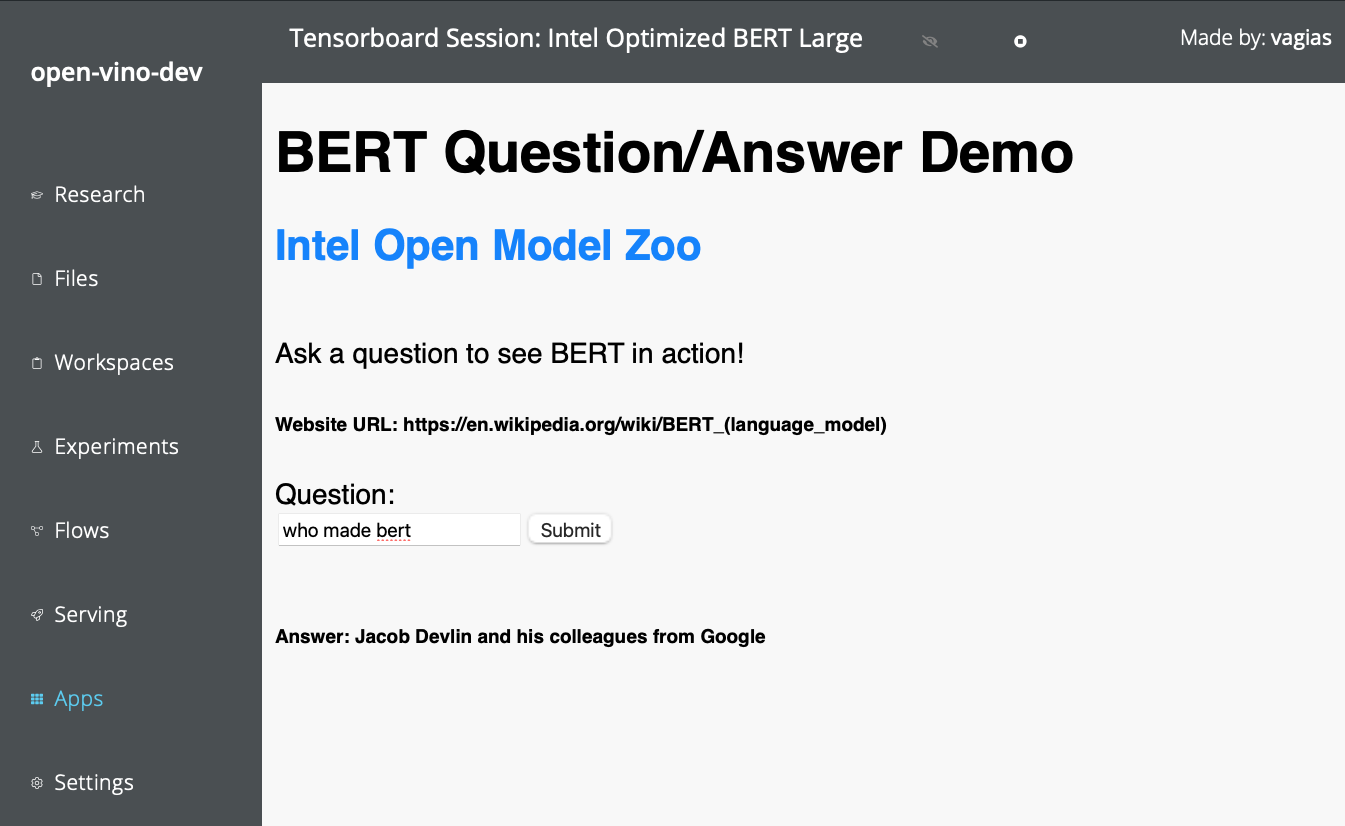 open-vino-dev
Research
Files
Workspaces
Experiments
Flows
Serving
Apps
Settings
Tensorboard Session: Intel Optimized BERT Large
Made by: vagias
BERT Question/Answer Demo
Intel Open Model Zoo
Ask a question to see BERT in action!
Website URL: https://en.wikipedia.org/wiki/BERT_(language_model)
Question:
who made bert Submit
Answer: Jacob Devlin and his colleagues from Google